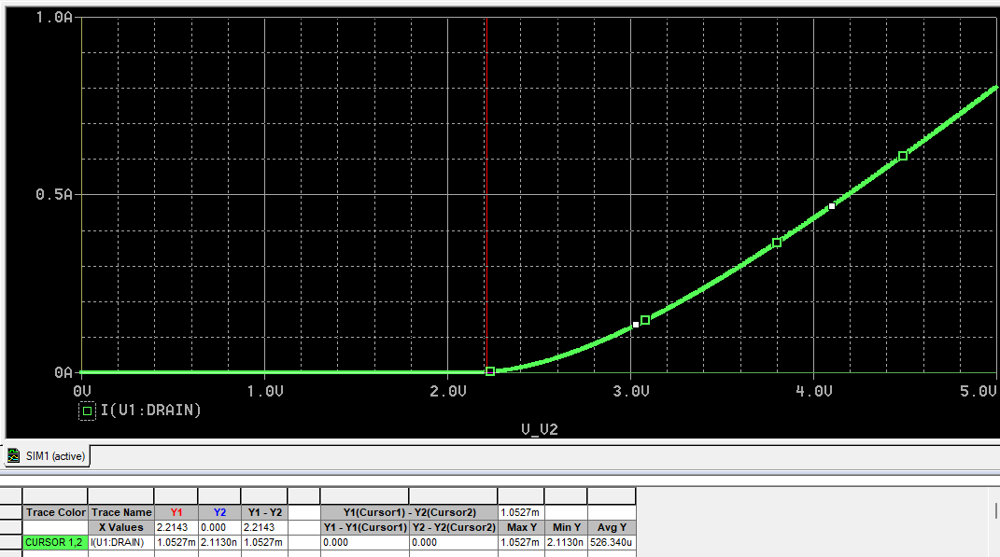 1.0A
0.5A
0A
0V 1.0V 2.0V 3.0V 4.0V 5.0V
I(U1:DRAIN)
V_V2
SIM1 (active)
Trace Color Trace Name Y1 Y2 Y1 - Y2 Y1(Cursor1) - Y2(Cursor2) 1.0527m
X Values 2.2143 0.000 2.2143 Y1 - Y1(Cursor1) Y2 - Y2(Cursor2) Max Y Min Y Avg Y
CURSOR 1,2 I(U1:DRAIN) 1.0527m 2.1130n 1.0527m 0.000 0.000 1.0527m 2.1130n 526.340u